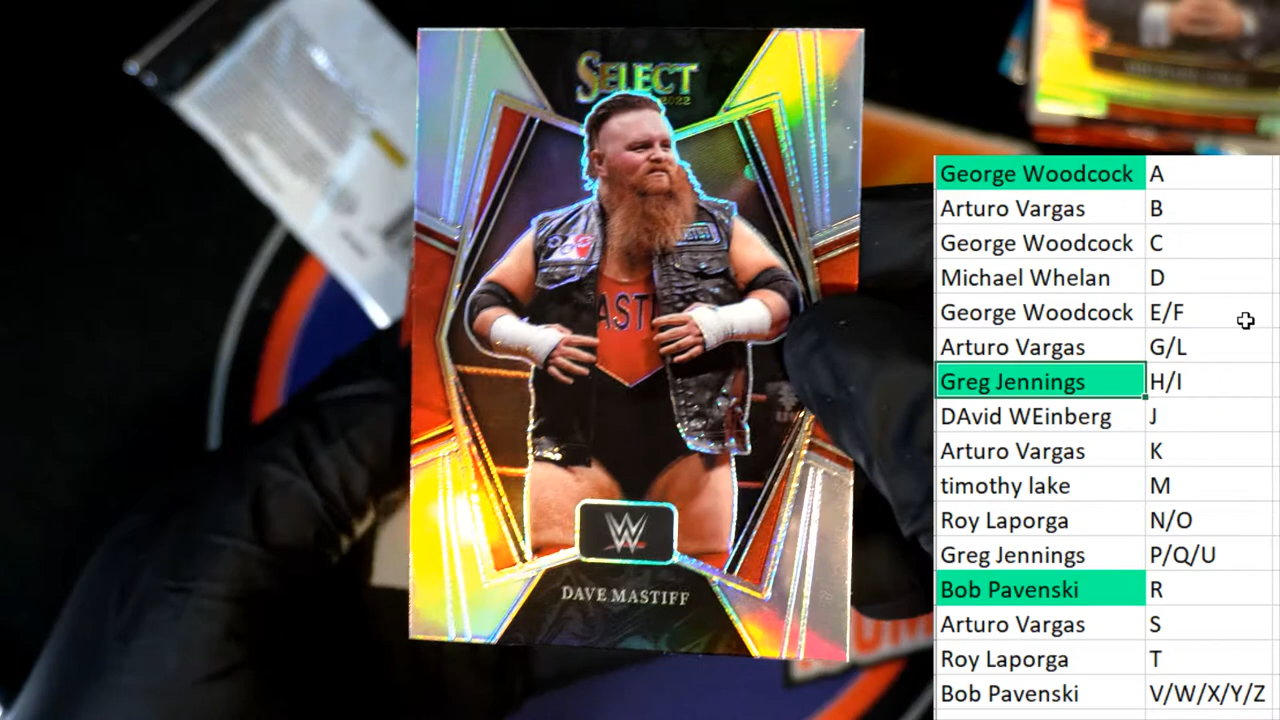 SELECT
2022
AST
W
DAVE MASTIFF
George Woodcock A
Arturo Vargas B
George Woodcock C
Michael Whelan D
George Woodcock E/F
Arturo Vargas G/L
Greg Jennings H/I
DAvid WEinberg J
Arturo Vargas K
timothy lake M
Roy Laporga N/O
Greg Jennings P/Q/U
Bob Pavenski R
Arturo Vargas S
Roy Laporga T
Bob Pavenski V/W/X/Y/Z